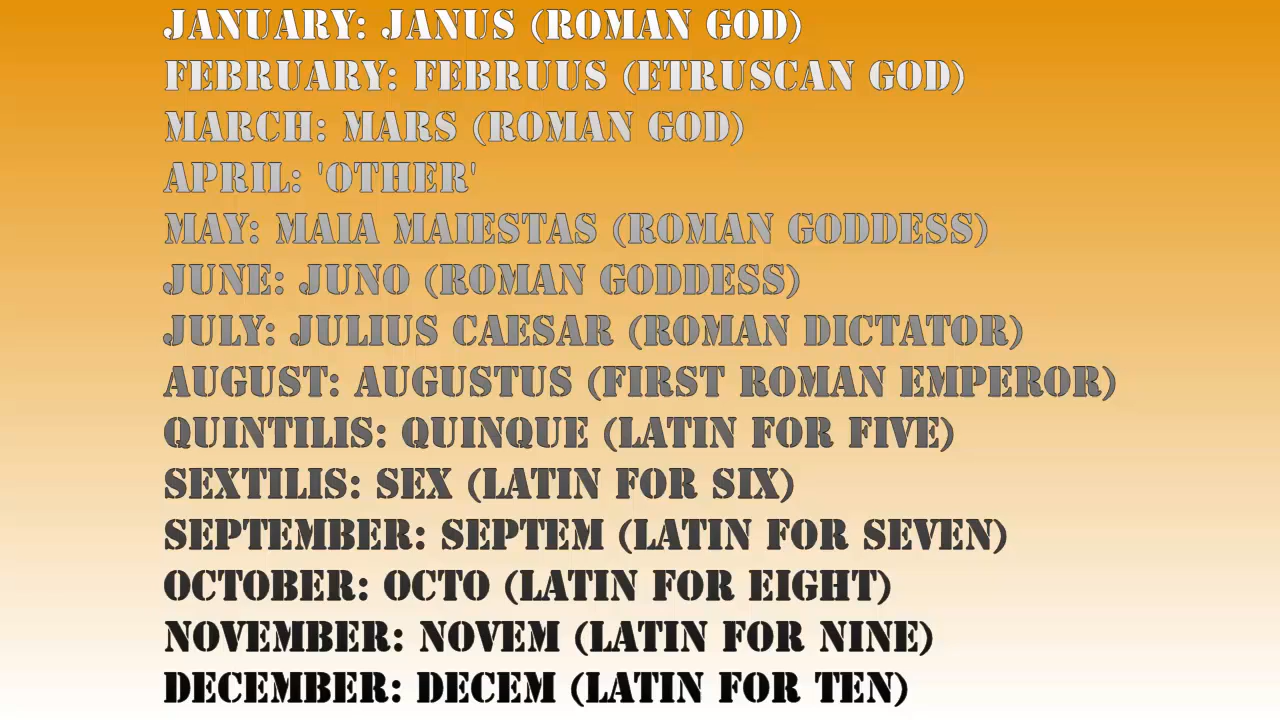 JANUARY: JANUS (ROMAN GOD)
FEBRUARY: FEBRUUS (ETRUSCAN GOD)
MARCH: MARS (ROMAN GOD)
APRIL: 'OTHER'
MAY: MAIA MAIESTAS (ROMAN GODDESS)
JUNE: JUNO (ROMAN GODDESS)
JULY: JULIUS CAESAR (ROMAN DICTATOR)
AUGUST: AUGUSTUS (FIRST ROMAN EMPEROR)
QUINTILIS: QUINQUE (LATIN FOR FIVE)
SEXTILIS: SEX (LATIN FOR SIX)
SEPTEMBER: SEPTEM (LATIN FOR SEVEN)
OCTOBER: OCTO (LATIN FOR EIGHT)
NOVEMBER: NOVEM (LATIN FOR NINE)
DECEMBER: DECEM (LATIN FOR TEN)